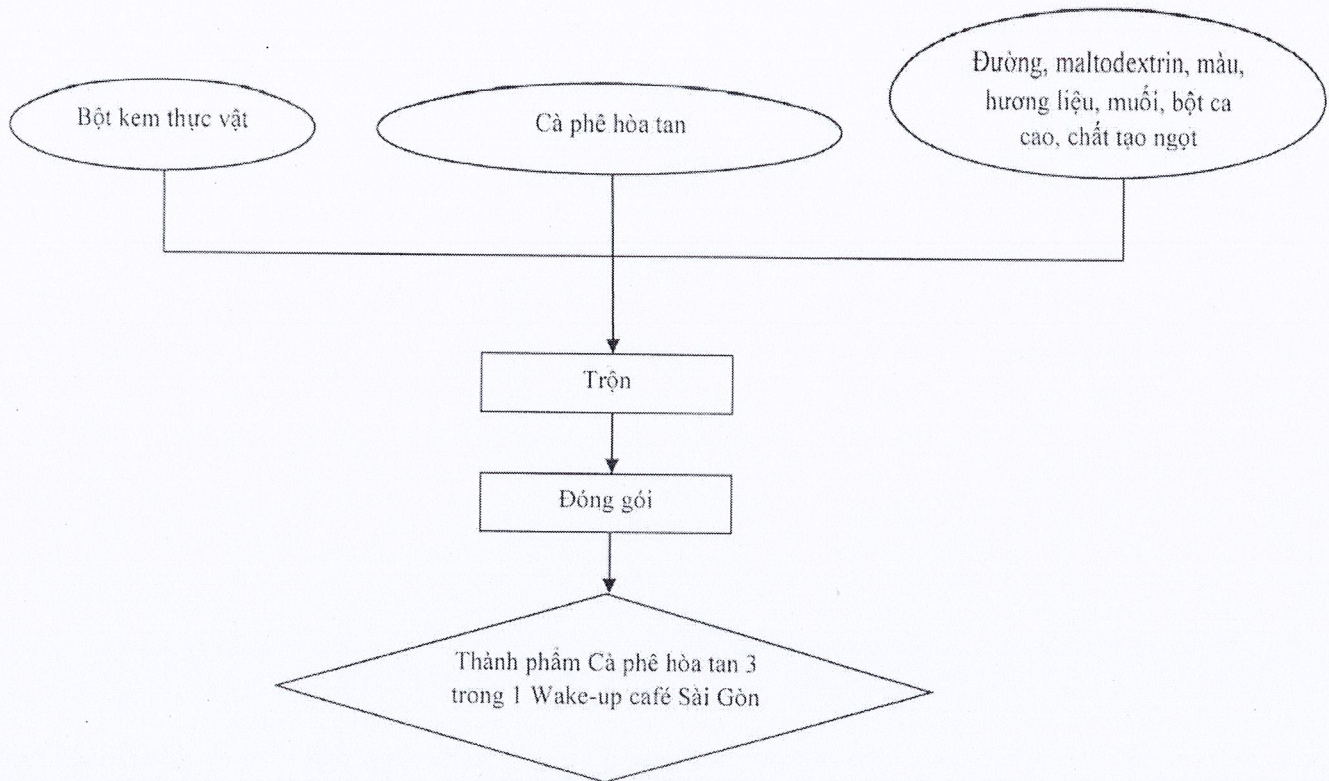 Bột kem thực vật
Cà phê hòa tan
Đường, maltodextrin, màu,
hương liệu, muối, bột ca
cao, chất tạo ngọt
Trộn
Đóng gói
Thành phẩm Cà phê hòa tan 3
trong 1 Wake-up café Sài Gòn